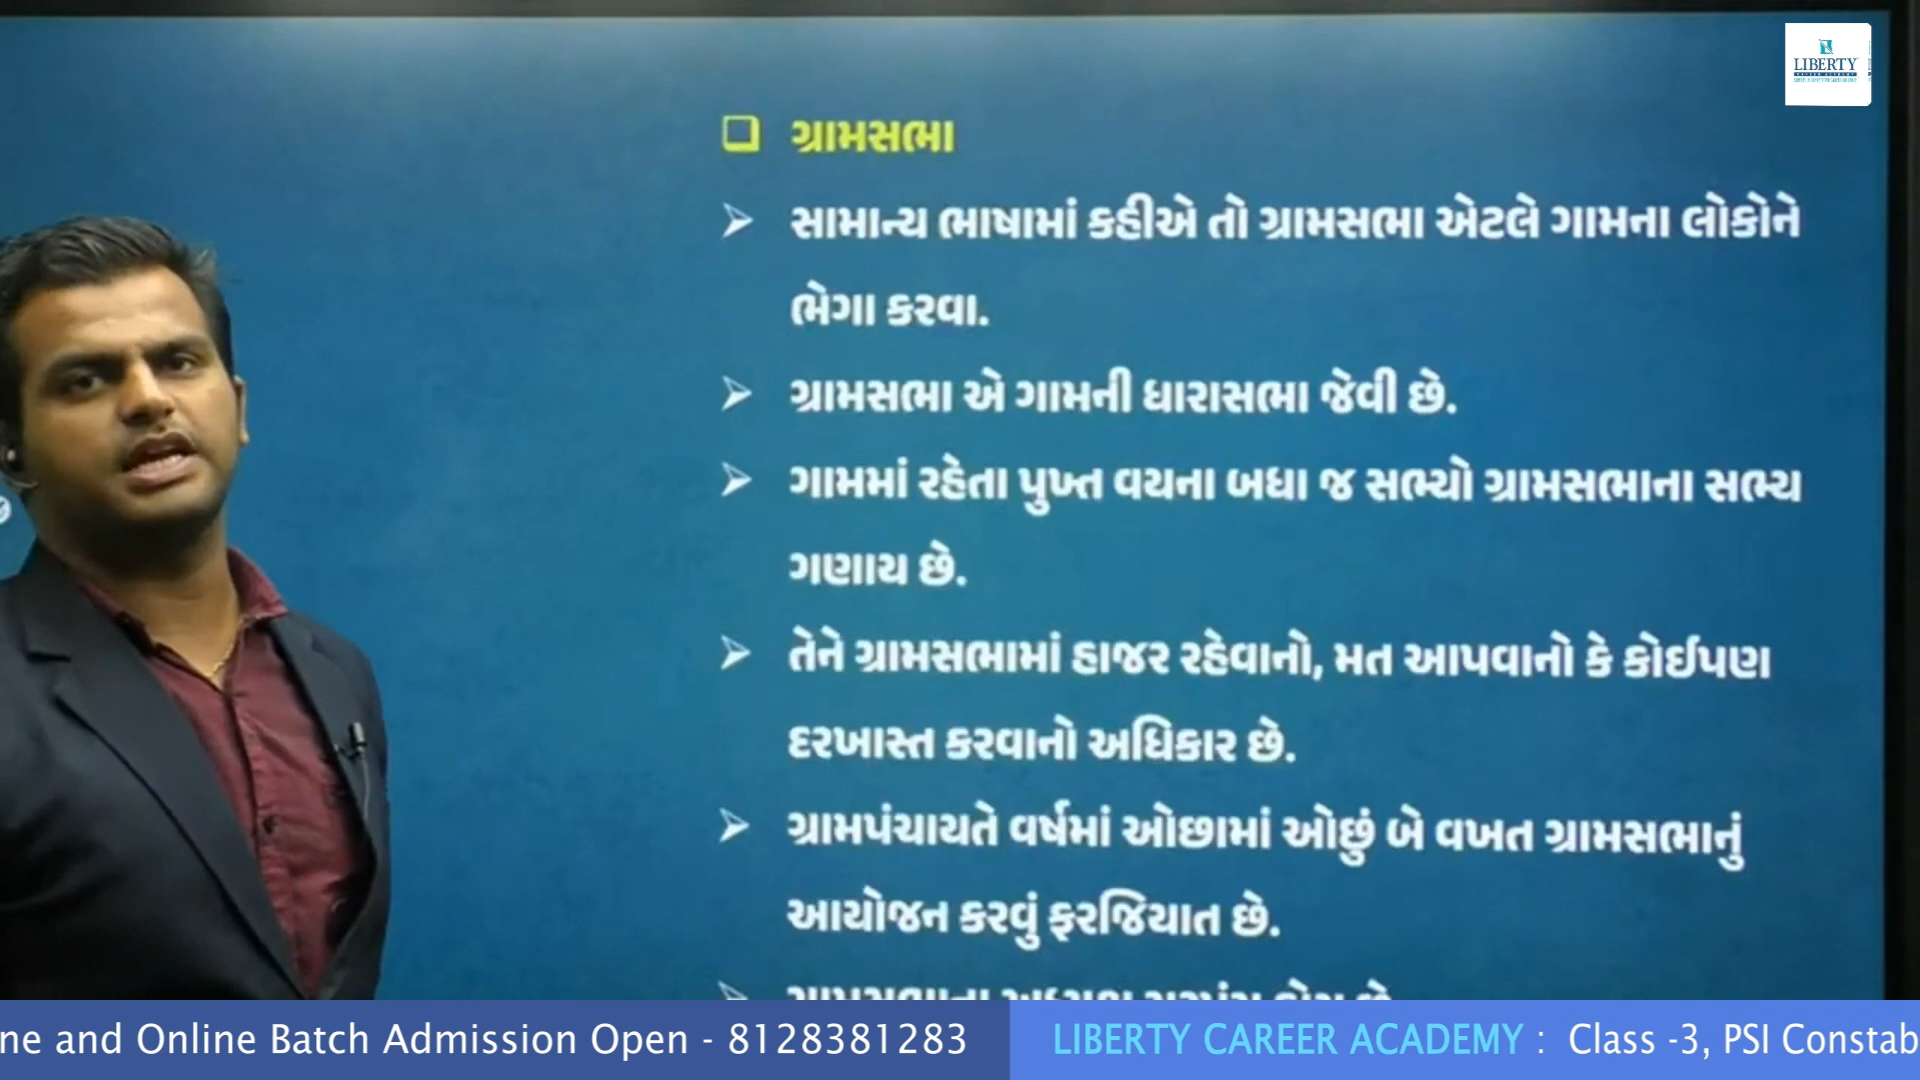 LIBERTY
ગ્રામસભા
સામાન્ય ભાષામાં કહીએ તો ગ્રામસભા એટલે ગામના લોકોને
ભેગા કરવા.
ગ્રામસભા એ ગામની ધારાસભા જેવી છે.
ગામમાં રહેતા પુખ્ત વયના બધા જ સભ્યો ગ્રામસભાના સભ્ય
ગણાય છે.
તેને ગ્રામસભામાં હાજર રહેવાનો, મત આપવાનો કે કોઈપણ
દરખાસ્ત કરવાનો અધિકાર છે.
ગ્રામપંચાયતે વર્ષમાં ઓછામાં ઓછું બે વખત ગ્રામસભાનું
આયોજન કરવું ફરજિયાત છે.
ne and Online Batch Admission Open - 8128381283 LIBERTY CAREER ACADEMY : Class -3, PSI Constab